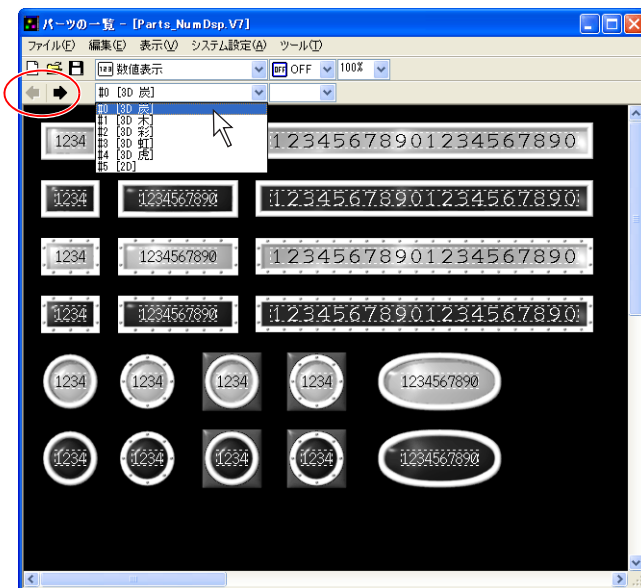 パーツの一覧 - [Parts_NumDsp.V7]
ファイル(F) 編集(E) 表示(V) システム設定(A) ツール(T)
123 数値表示 OFF OFF 100%
#0 [3D 炭]
#0 [3D 炭]
#1 [3D 木]
#2 [3D 彩]
#3 [3D 虹]
#4 [3D 虎]
#5 [2D]
1234 12345678901234567890
1234 1234567890 12345678901234567890
1234 1234567890 12345678901234567890
1234 1234567890 12345678901234567890
1234 1234 1234 1234 1234567890
1234 1234 1234 1234 1234567890